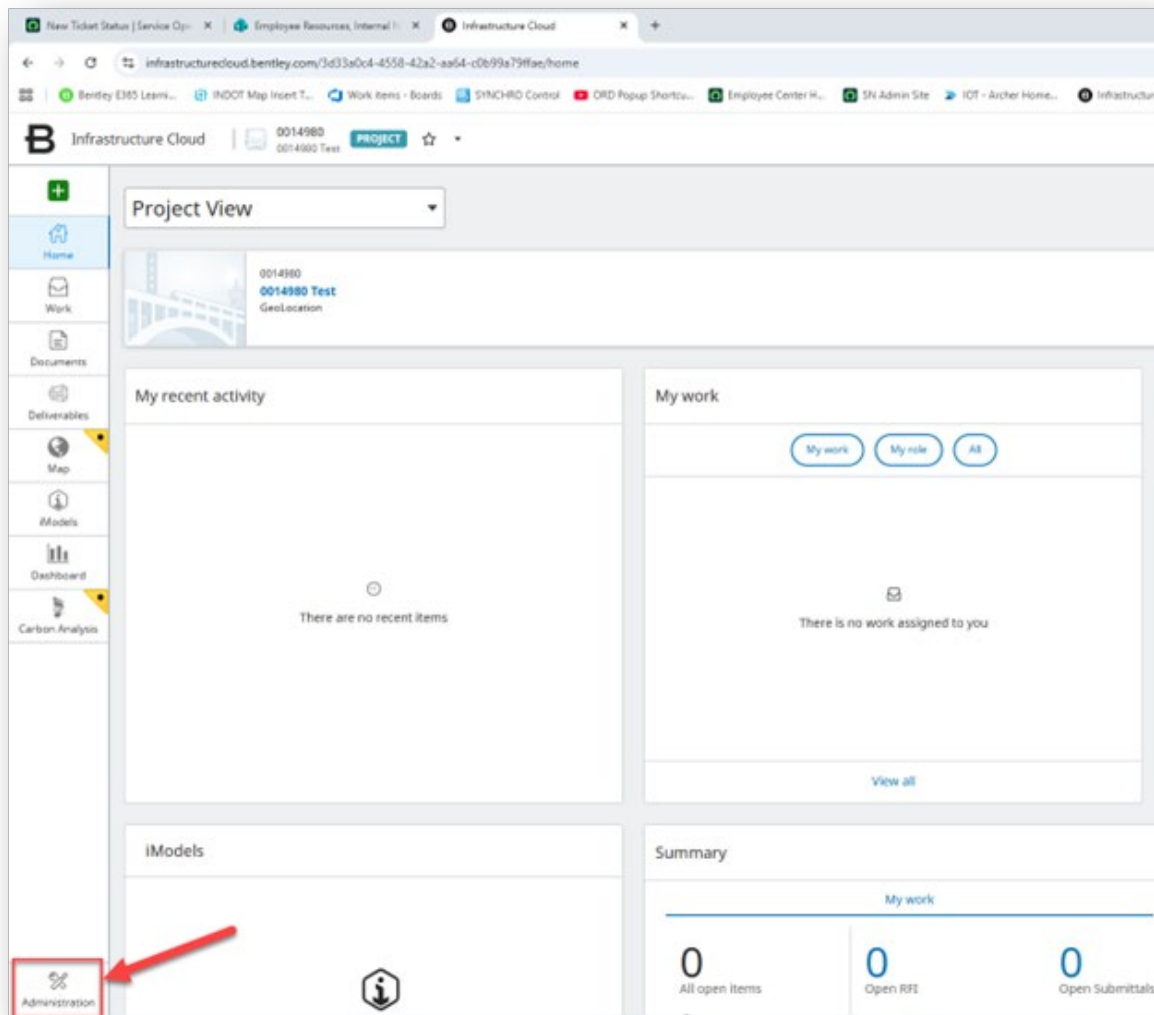 New Ticket Status | Service Ope
Employee Resources, Internal
Infrastructure Cloud
infrastructurecloud.bentley.com/3d33a0c4-4558-42a2-aa64-c0b99a79ffae/home
Bentley E365 Learni...
INDOT Map Insert T...
Work items - Boards
SYNCHRO Control
ORD Popup Shortcu...
Employee Center H...
SN Admin Site
IOT - Archer Home...
Infrastructur
Infrastructure Cloud
0014980
0014980 Test
PROJECT
Home
Work
Documents
Deliverables
Map
iModels
Dashboard
Carbon Analysis
Administration
Project View
0014980
0014980 Test
GeoLocation
My recent activity
There are no recent items
My work
My work
My role
All
There is no work assigned to you
View all
iModels
Summary
My work
0
All open items
0
Open RFI
0
Open Submittals